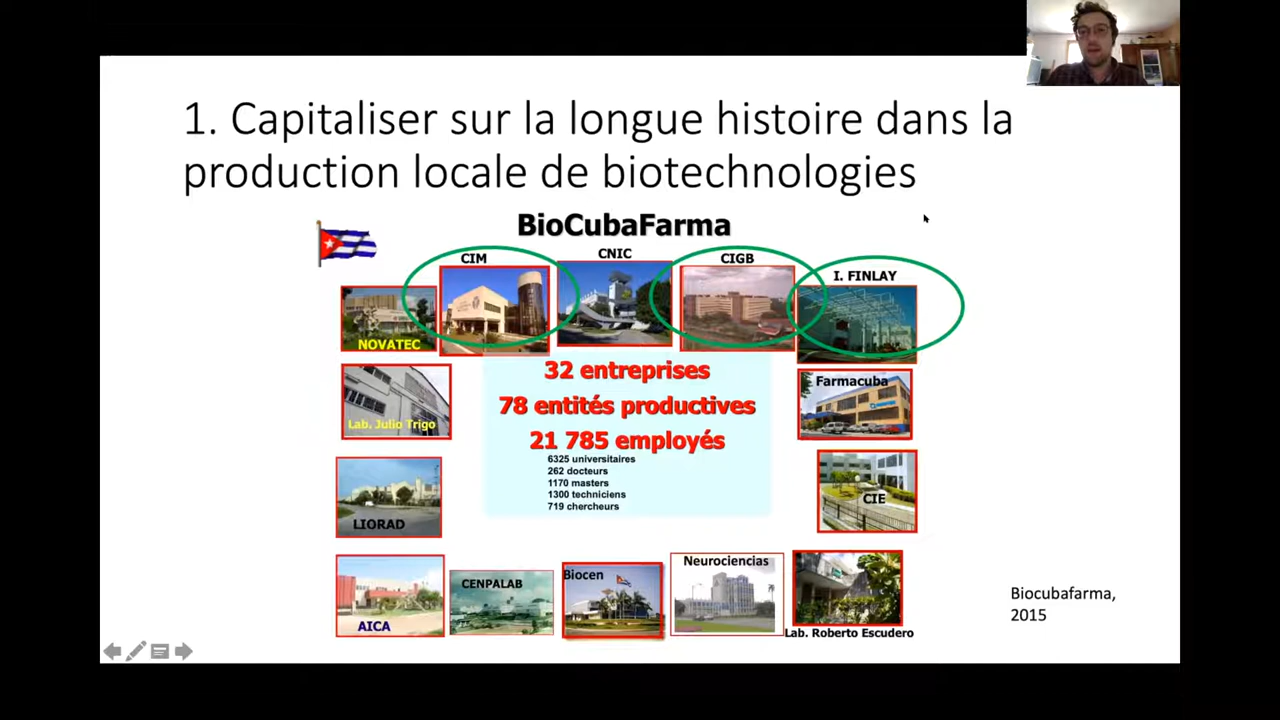 1. Capitaliser sur la longue histoire dans la
production locale de biotechnologies
BioCubaFarma
CIM
CNIC
CIGB
I. FINLAY
NOVATEC
32 entreprises
78 entités productives
21 785 employés
6325 universitaires
262 docteurs
1170 masters
1300 techniciens
719 chercheurs
Lab. Julio Trigo
Farmacuba
LIORAD
CIE
AICA
CENPALAB
Biocen
Neurociencias
Lab. Roberto Escudero
Biocubafarma,
2015